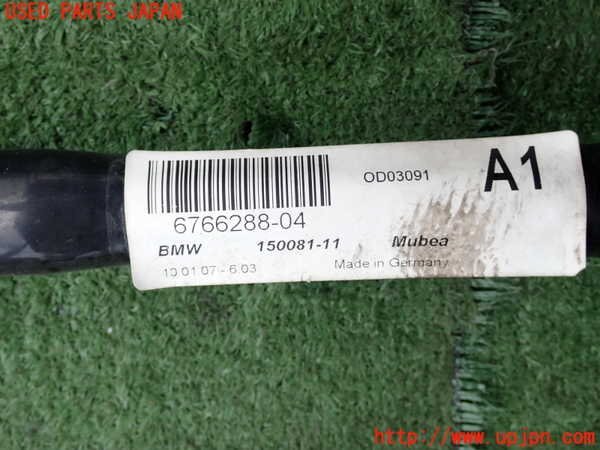 USED PARTS JAPAN
OD03091 A1
6766288-04
BMW 150081-11 Mubea
10.01.07 - 6.03 Made in Germany
http://www.upjpn.com